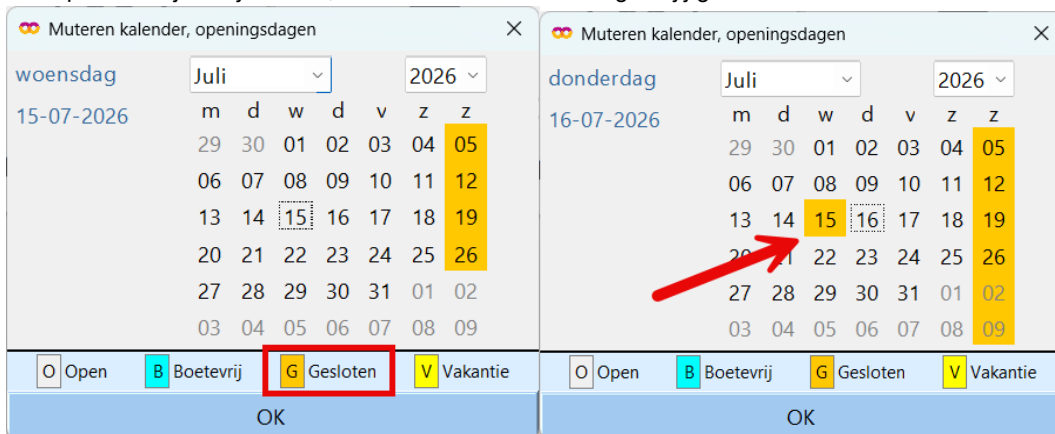 Muteren kalender, openingsdagen
woensdag Juli 2026
15-07-2026 m d w d v z z
29 30 01 02 03 04 05
06 07 08 09 10 11 12
13 14 15 16 17 18 19
20 21 22 23 24 25 26
27 28 29 30 31 01 02
03 04 05 06 07 08 09
O Open B Boetevrij G Gesloten V Vakantie
OK
Muteren kalender, openingsdagen
donderdag Juli 2026
16-07-2026 m d w d v z z
29 30 01 02 03 04 05
06 07 08 09 10 11 12
13 14 15 16 17 18 19
20 21 22 23 24 25 26
27 28 29 30 31 01 02
03 04 05 06 07 08 09
O Open B Boetevrij G Gesloten V Vakantie
OK